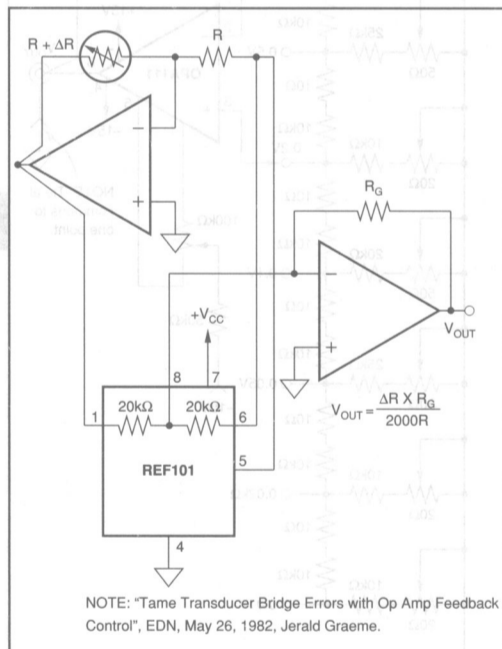 R + ΔR
R
−
+
R_G
−
+
V_OUT
+V_CC
8
7
V_OUT = ΔR X R_G
2000R
1
20kΩ
20kΩ
6
5
REF101
4
NOTE: “Tame Transducer Bridge Errors with Op Amp Feedback
Control”, EDN, May 26, 1982, Jerald Graeme.